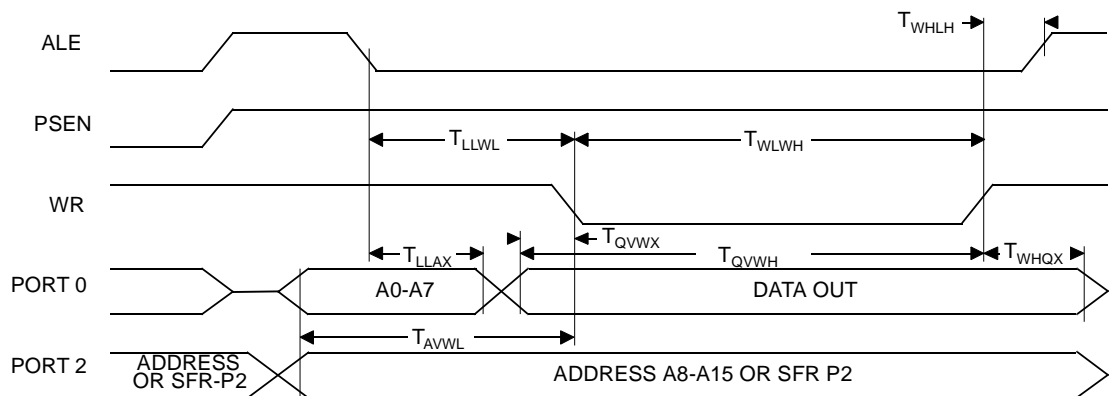 T_WHLH
ALE
PSEN
T_LLWL
T_WLWH
WR
T_QVWX
T_LLAX
T_QVWH
T_WHQX
PORT 0
A0-A7
DATA OUT
T_AVWL
PORT 2
ADDRESS
OR SFR-P2
ADDRESS A8-A15 OR SFR P2